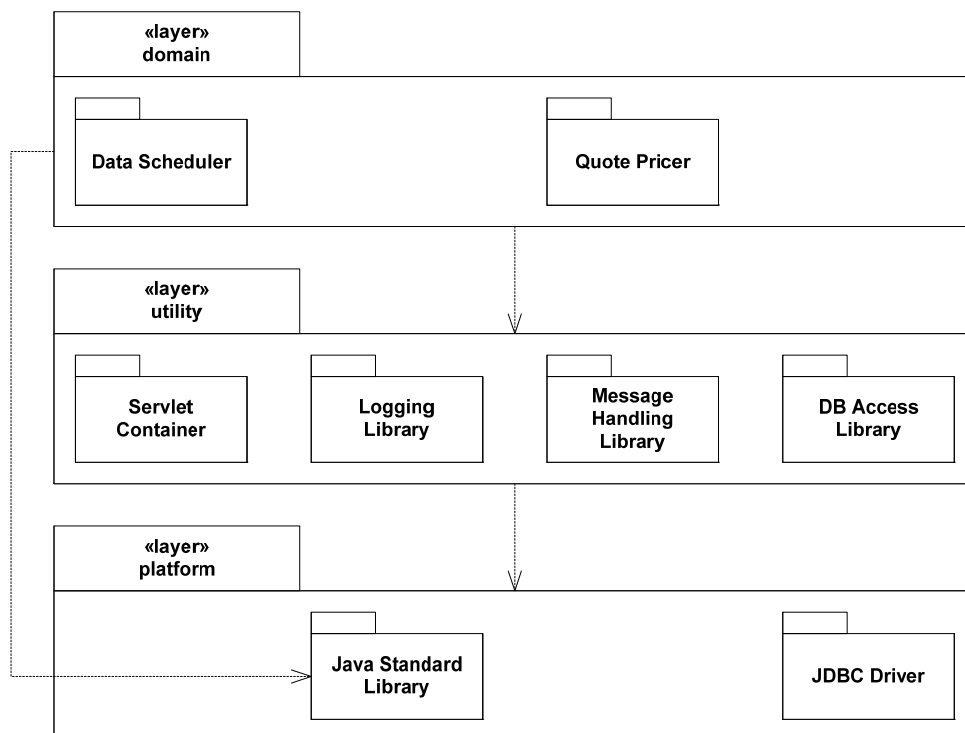 «layer»
domain
Data Scheduler
Quote Pricer
«layer»
utility
Servlet
Container
Logging
Library
Message
Handling
Library
DB Access
Library
«layer»
platform
Java Standard
Library
JDBC Driver